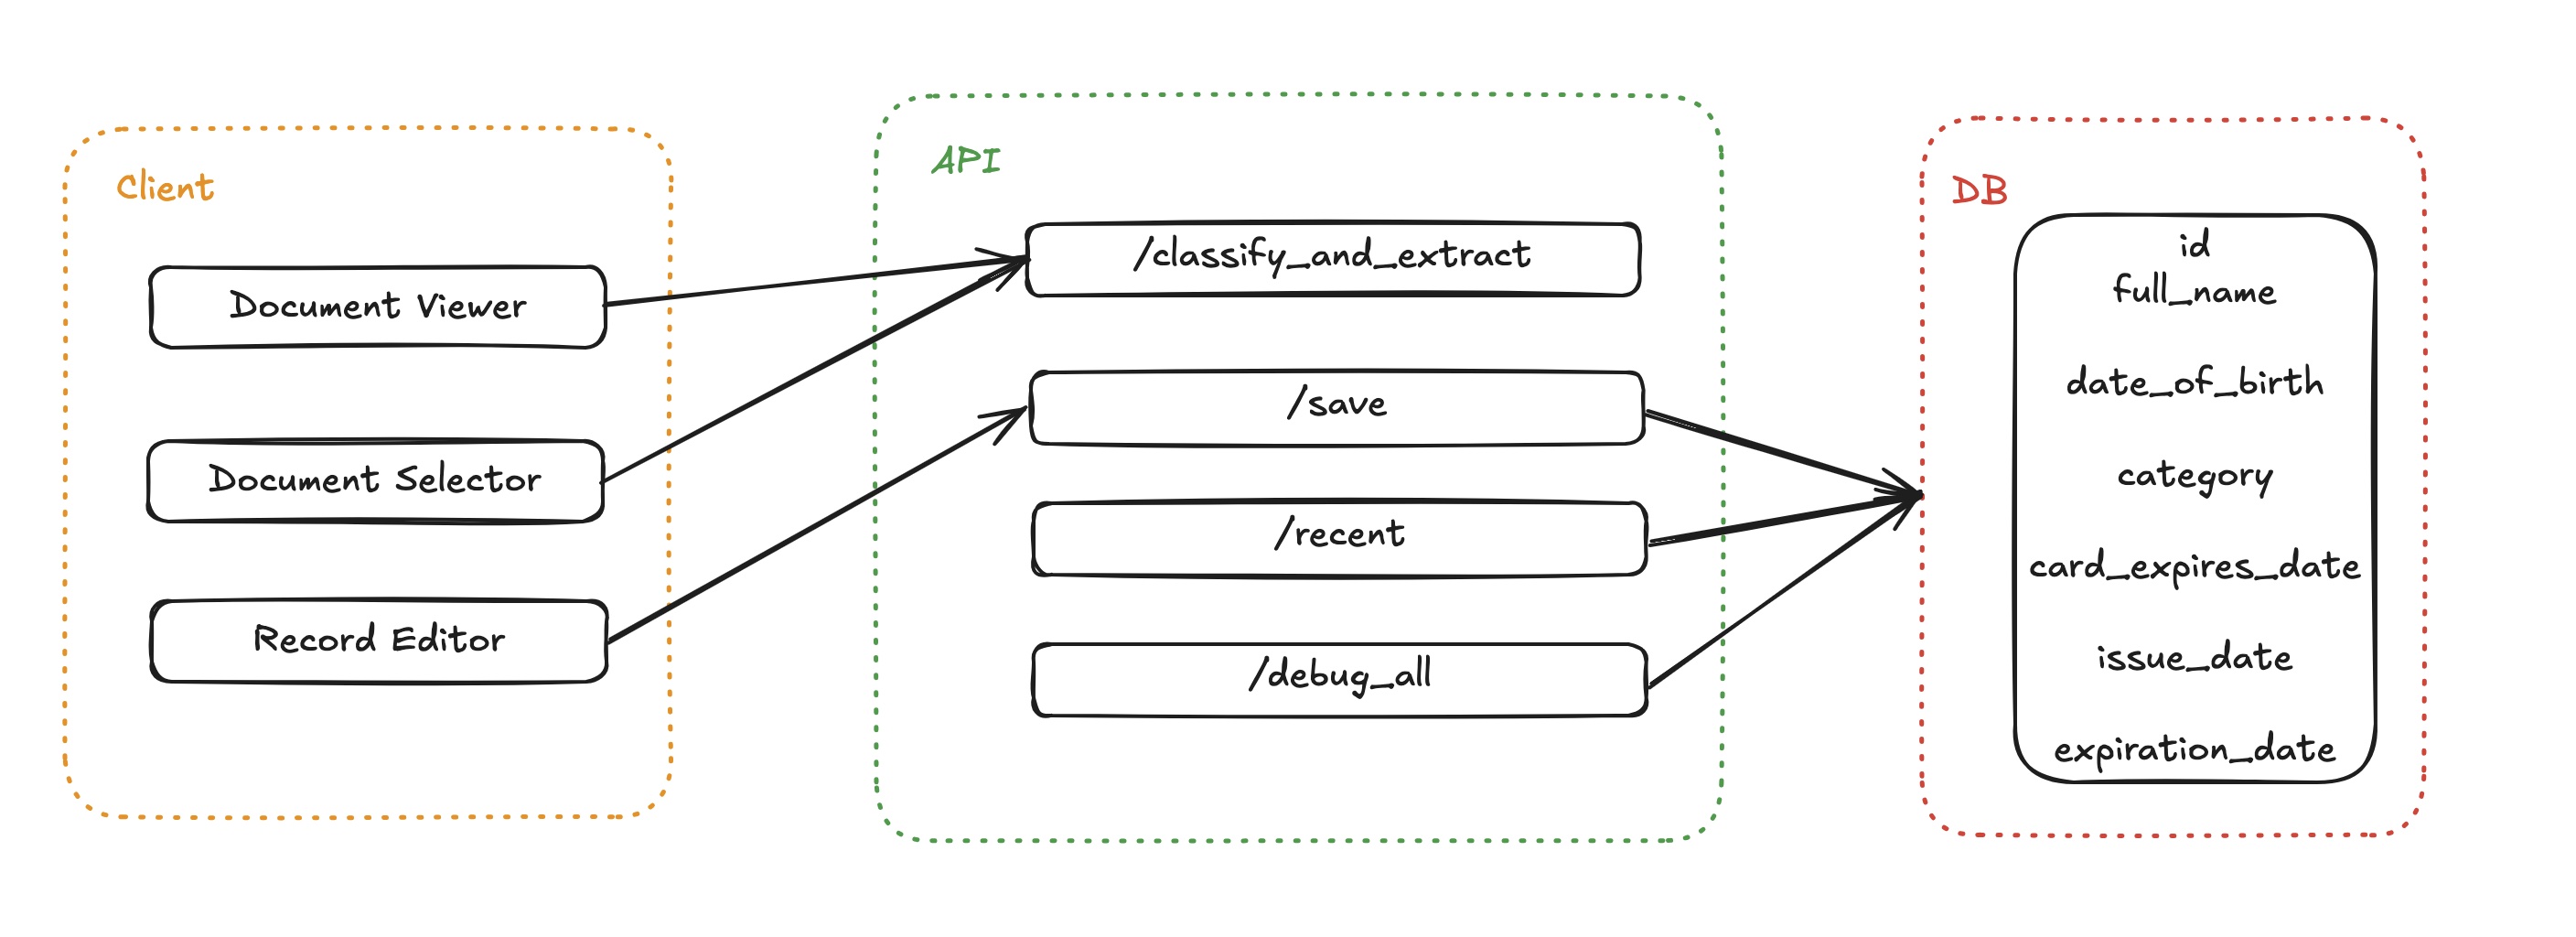 Client
Document Viewer
Document Selector
Record Editor
API
/classify_and_extract
/save
/recent
/debug_all
DB
id
full_name
date_of_birth
category
card_expires_date
issue_date
expiration_date